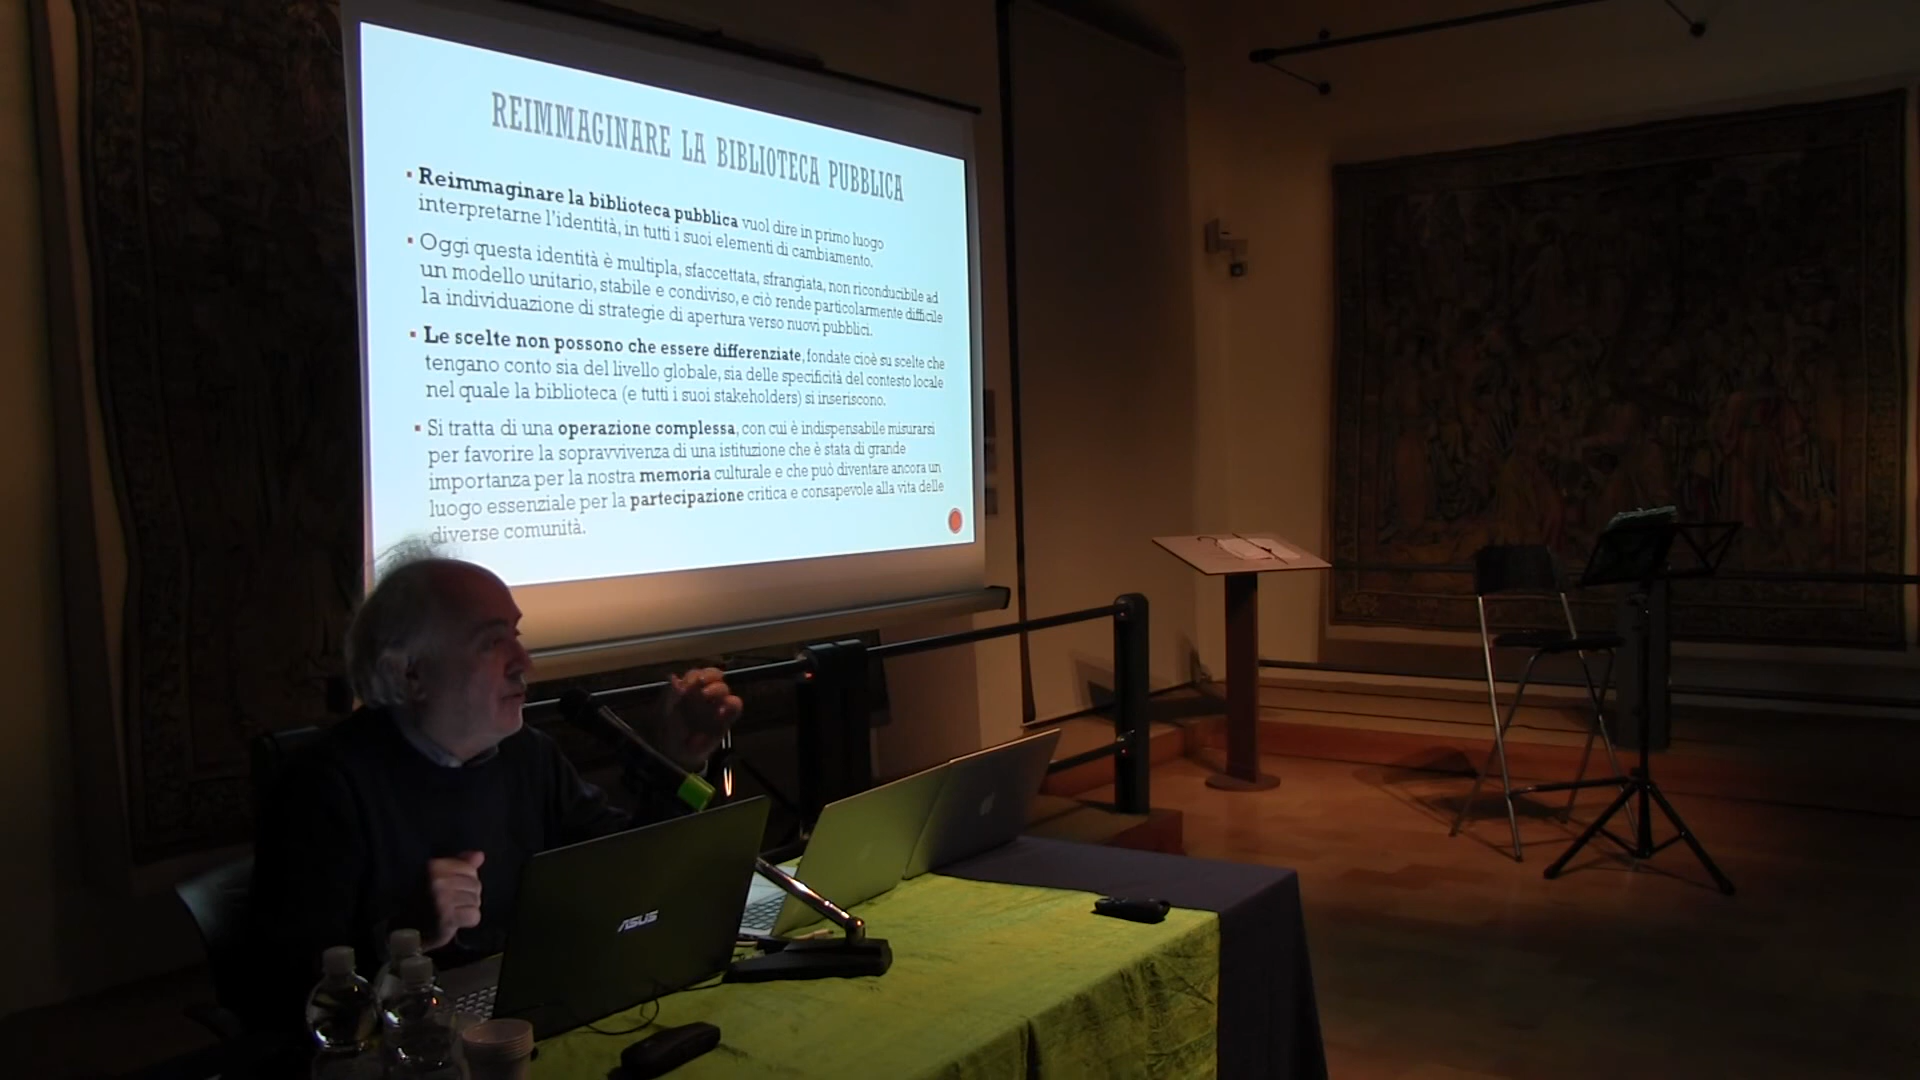 REIMMAGINARE LA BIBLIOTECA PUBBLICA
Reimmaginare la biblioteca pubblica vuol dire in primo luogo
interpretarne l'identità, in tutti i suoi elementi di cambiamento.
Oggi questa identità è multipla, sfaccettata, sfrangiata, non riconducibile ad
un modello unitario, stabile e condiviso, e ciò rende particolarmente difficile
la individuazione di strategie di apertura verso nuovi pubblici.
Le scelte non possono che essere differenziate, fondate cioè su scelte che
tengano conto sia del livello globale, sia delle specificità del contesto locale
nel quale la biblioteca (e tutti i suoi stakeholders) si inseriscono.
Si tratta di una operazione complessa, con cui è indispensabile misurarsi
per favorire la sopravvivenza di una istituzione che è stata di grande
importanza per la nostra memoria culturale e che può diventare ancora un
luogo essenziale per la partecipazione critica e consapevole alla vita delle
diverse comunità.
ASUS